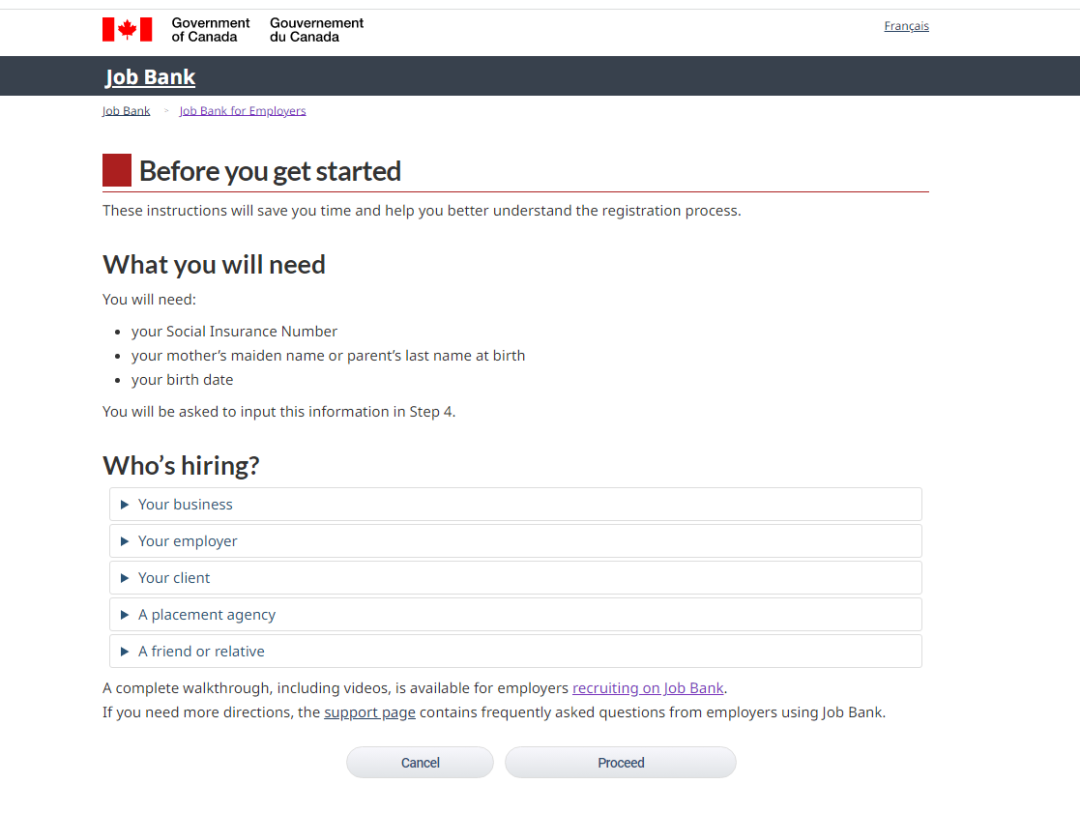 Government of Canada
Gouvernement du Canada
Français
Job Bank
Job Bank > Job Bank for Employers
Before you get started
These instructions will save you time and help you better understand the registration process.
What you will need
You will need:
• your Social Insurance Number
• your mother's maiden name or parent's last name at birth
• your birth date
You will be asked to input this information in Step 4.
Who's hiring?
Your business
Your employer
Your client
A placement agency
A friend or relative
A complete walkthrough, including videos, is available for employers recruiting on Job Bank.
If you need more directions, the support page contains frequently asked questions from employers using Job Bank.
Cancel
Proceed